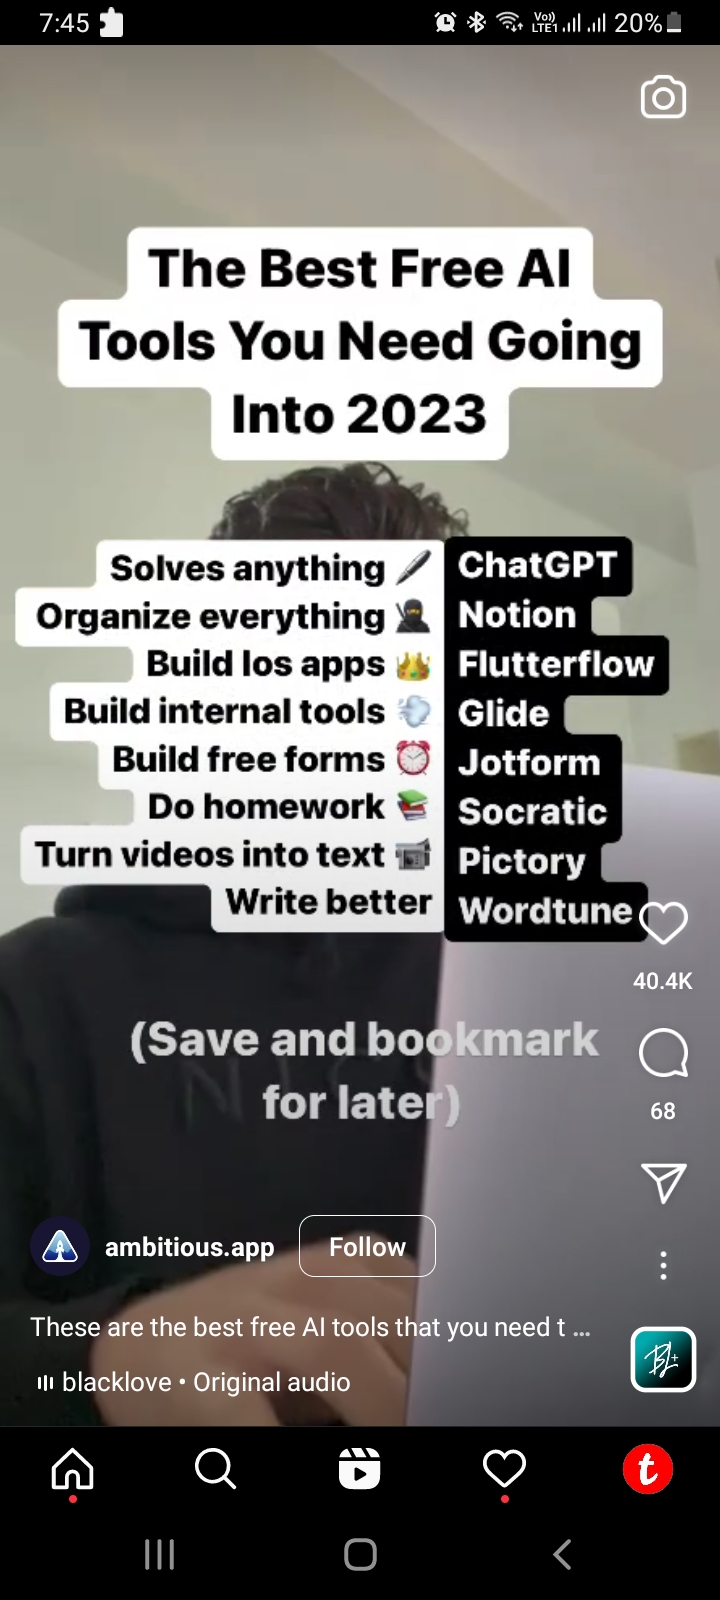 7:45
Vo))
LTE1
20%
The Best Free AI
Tools You Need Going
Into 2023
Solves anything 🖋️ ChatGPT
Organize everything 🥷 Notion
Build Ios apps 👑 Flutterflow
Build internal tools 💨 Glide
Build free forms ⏰ Jotform
Do homework 📚 Socratic
Turn videos into text 📹 Pictory
Write better Wordtune
40.4K
(Save and bookmark
for later)
68
ambitious.app Follow
These are the best free AI tools that you need t ...
blacklove • Original audio
BL+
t